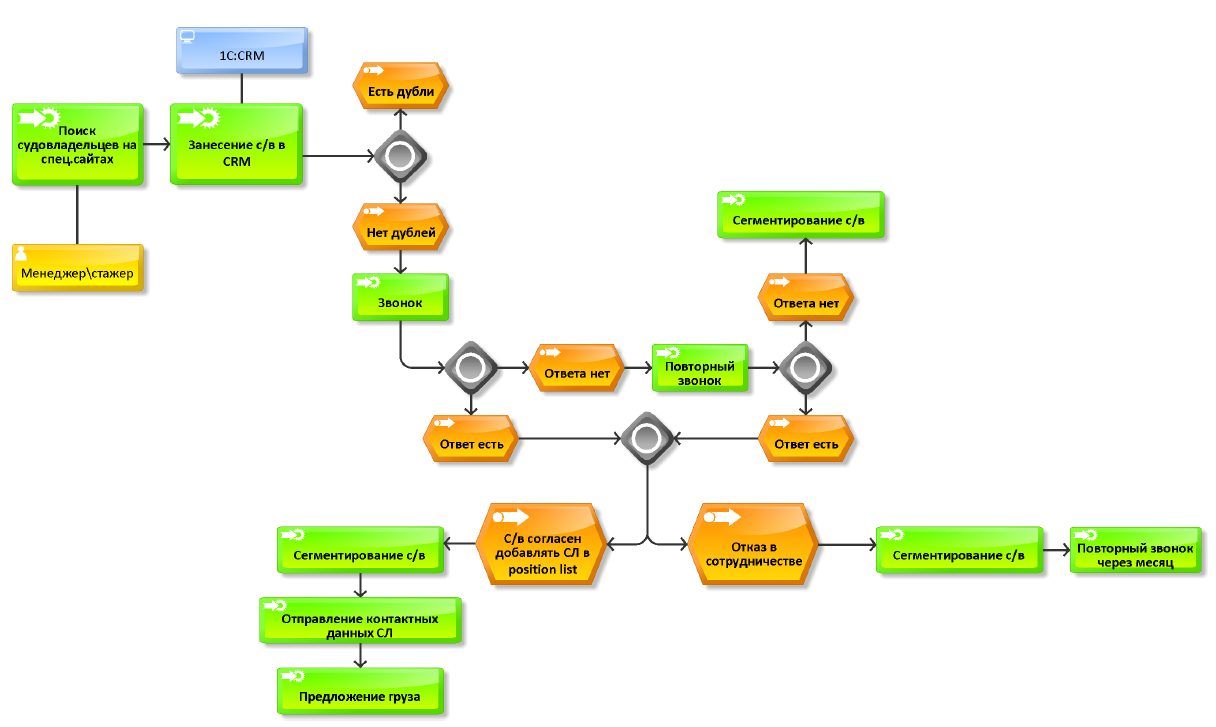 1С:CRM
Есть дубли
Поиск
судовладельцев на
спец.сайтах
Занесение с/в в
CRM
Нет дублей
Сегментирование с/в
Менеджер\стажер
Звонок
Ответа нет
Ответа нет
Повторный
звонок
Ответ есть
Ответ есть
Сегментирование с/в
С/в согласен
добавлять СЛ в
position list
Отказ в
сотрудничестве
Сегментирование с/в
Повторный звонок
через месяц
Отправление контактных
данных СЛ
Предложение груза